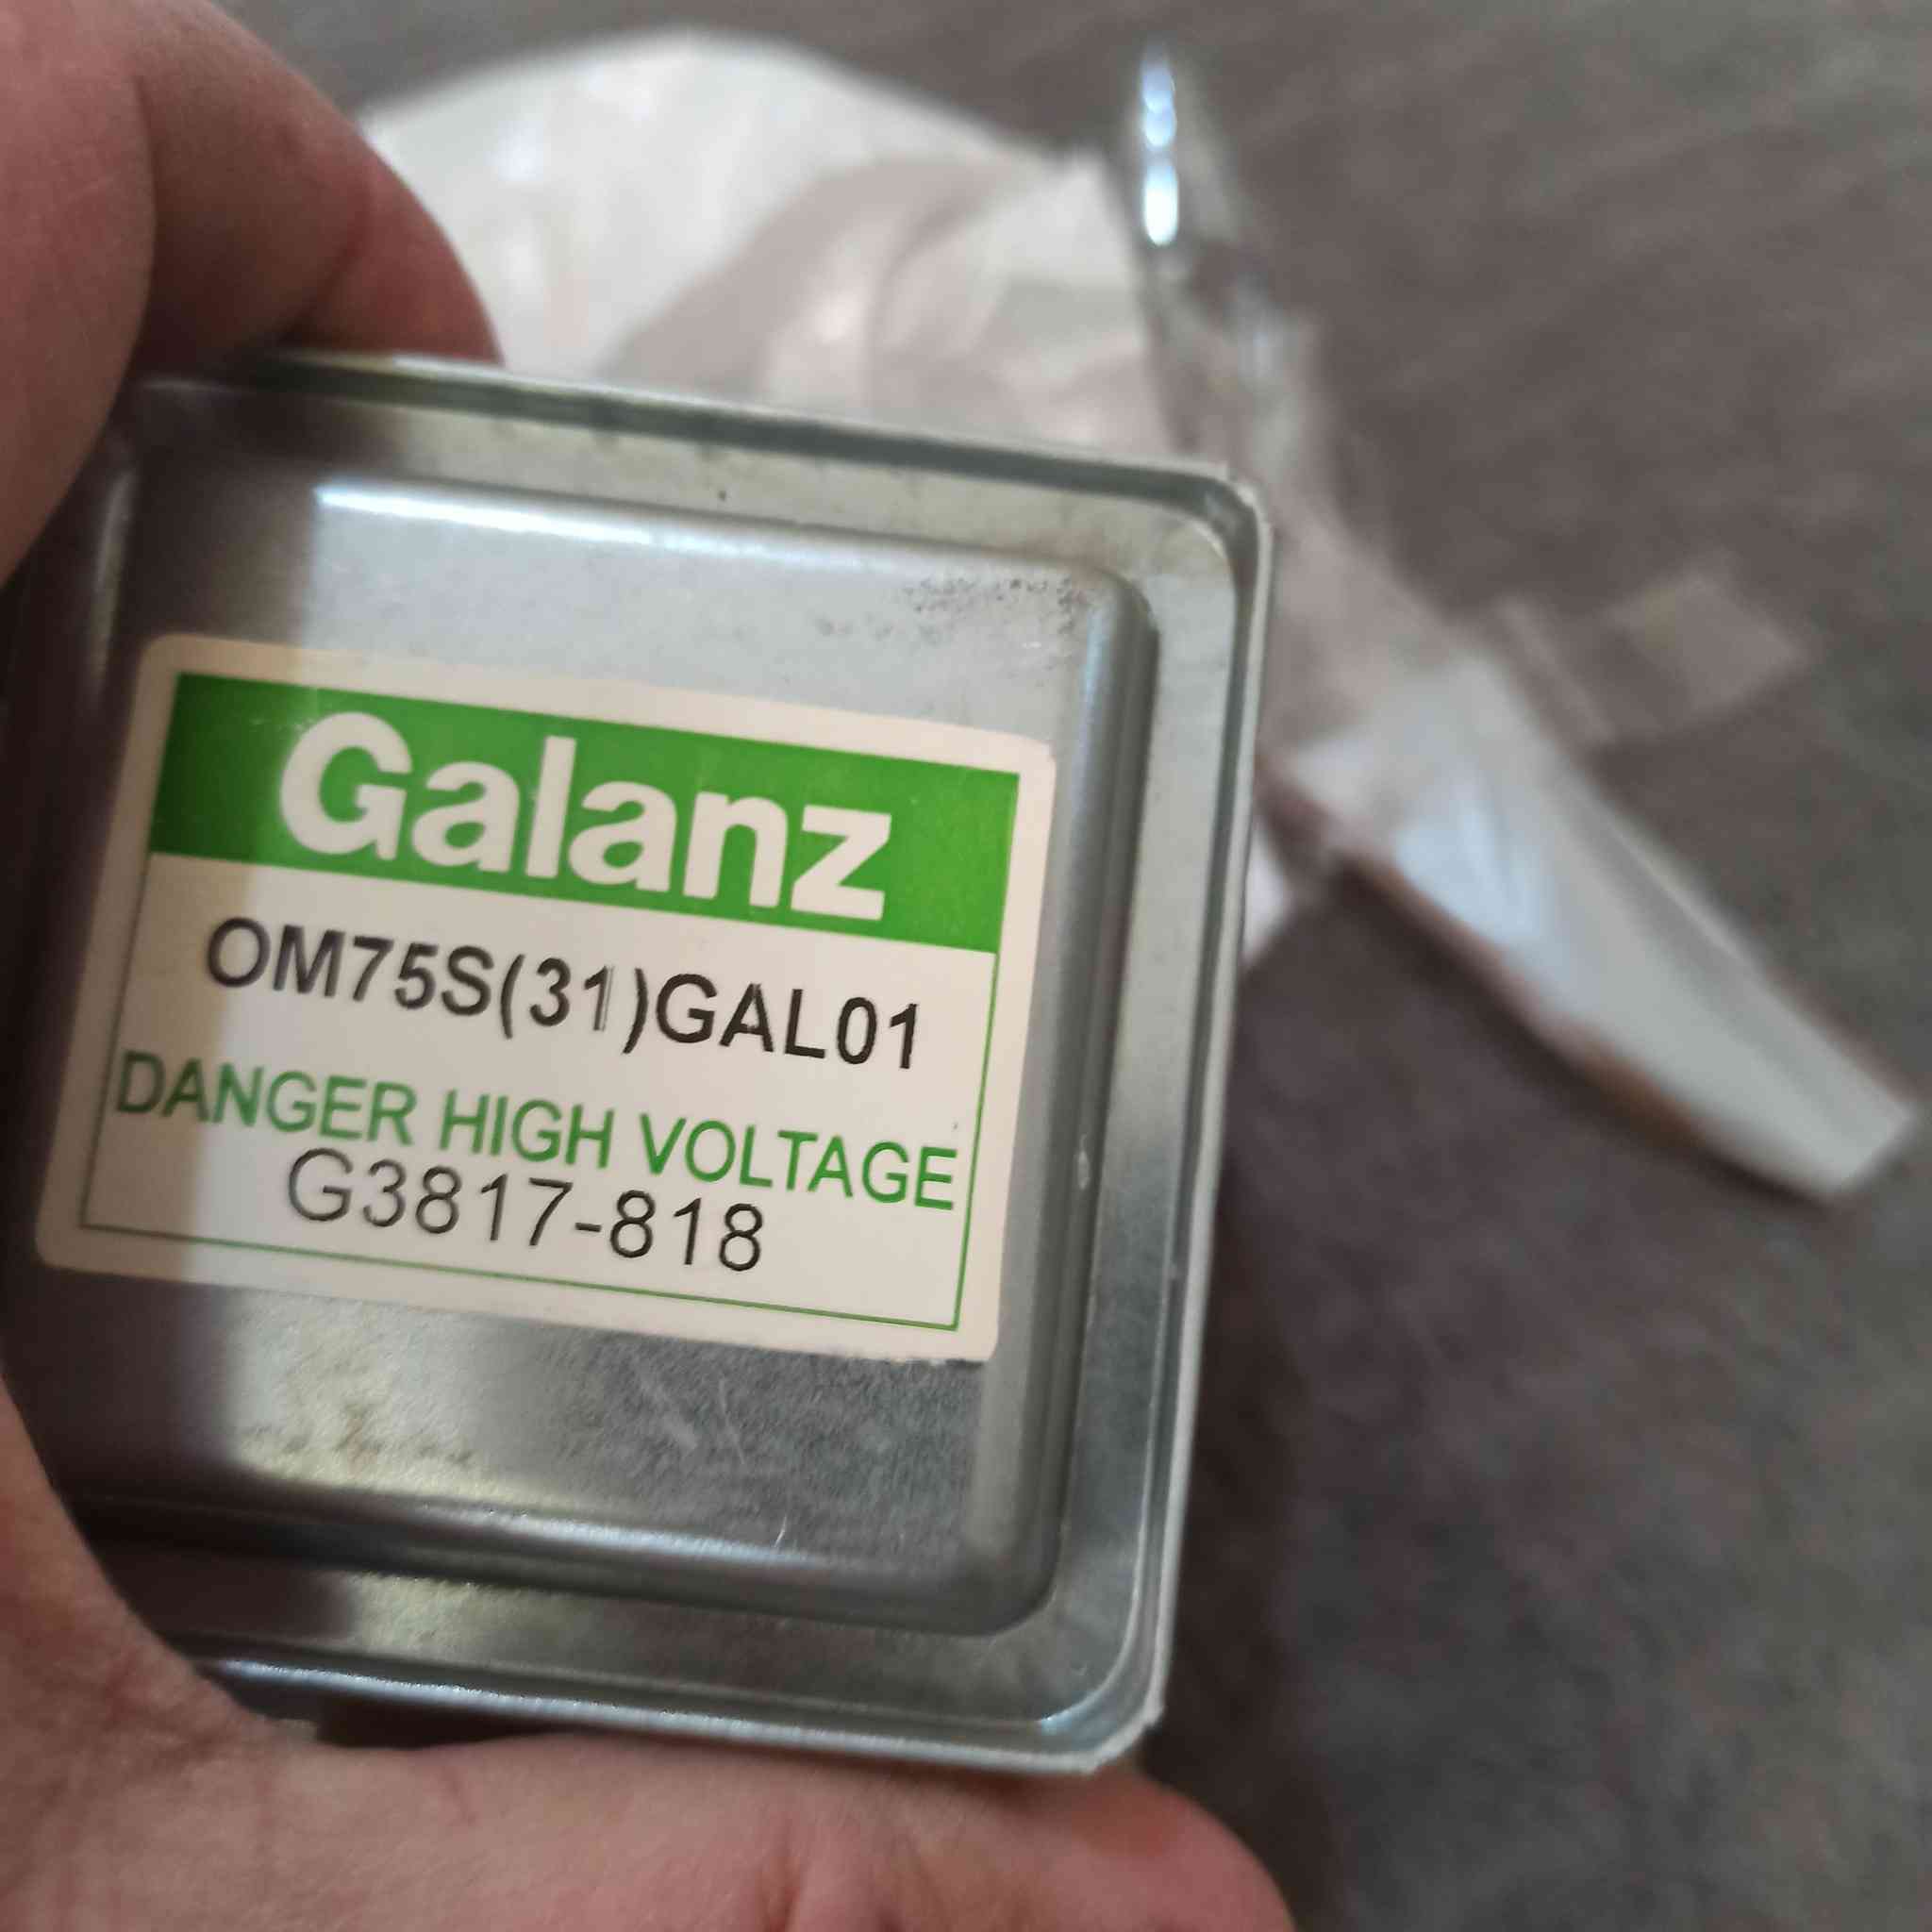 Galanz
OM75S(31)GAL01
DANGER HIGH VOLTAGE
G3817-818